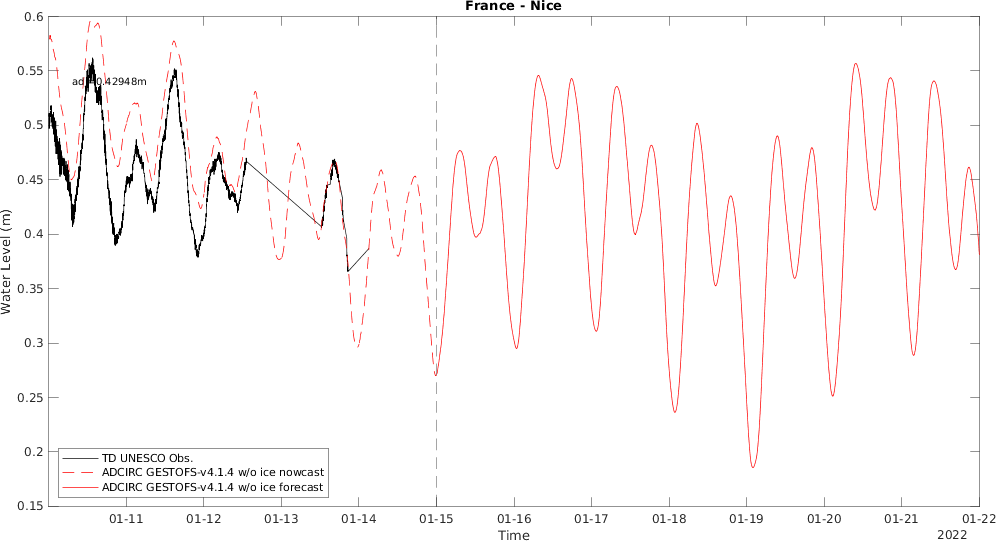 France - Nice
0.6
0.55
0.5
0.45
0.4
0.35
0.3
0.25
0.2
0.15
Water Level (m)
0.42948m
TD UNESCO Obs.
ADCIRC GESTOFS-v4.1.4 w/o ice nowcast
ADCIRC GESTOFS-v4.1.4 w/o ice forecast
01-11 01-12 01-13 01-14 01-15 01-16 01-17 01-18 01-19 01-20 01-21 01-22
Time
2022